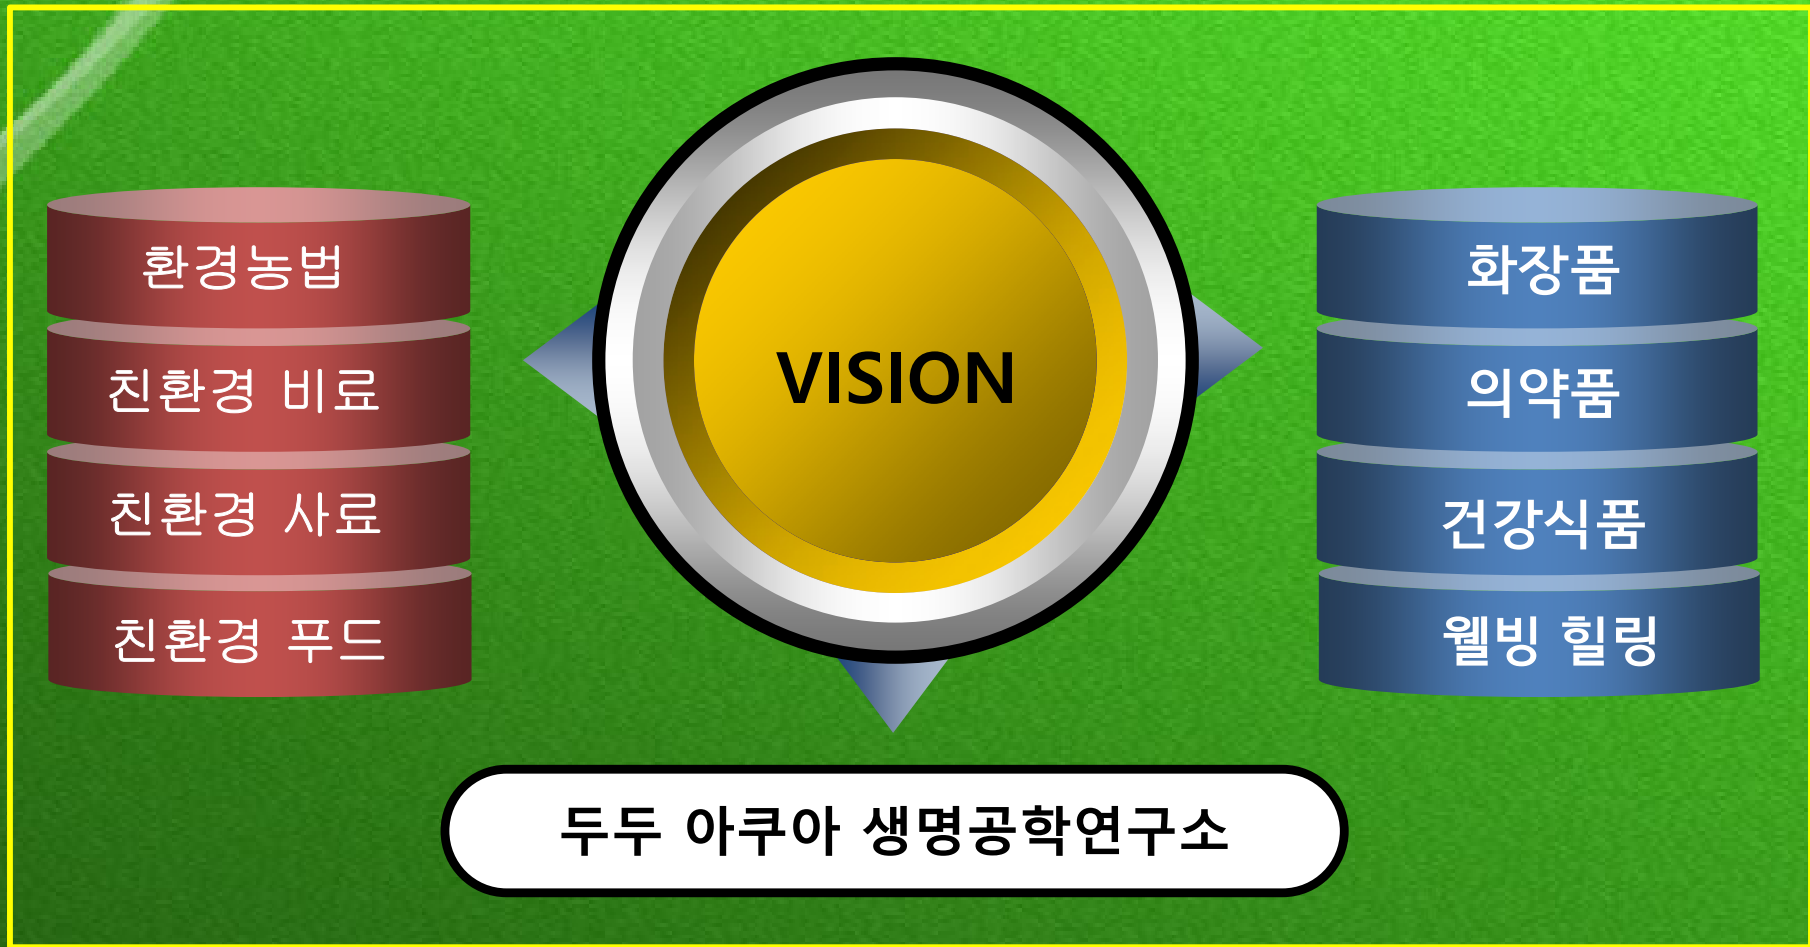 환경농법
친환경 비료
친환경 사료
친환경 푸드
VISION
화장품
의약품
건강식품
웰빙 힐링
두두 아쿠아 생명공학연구소